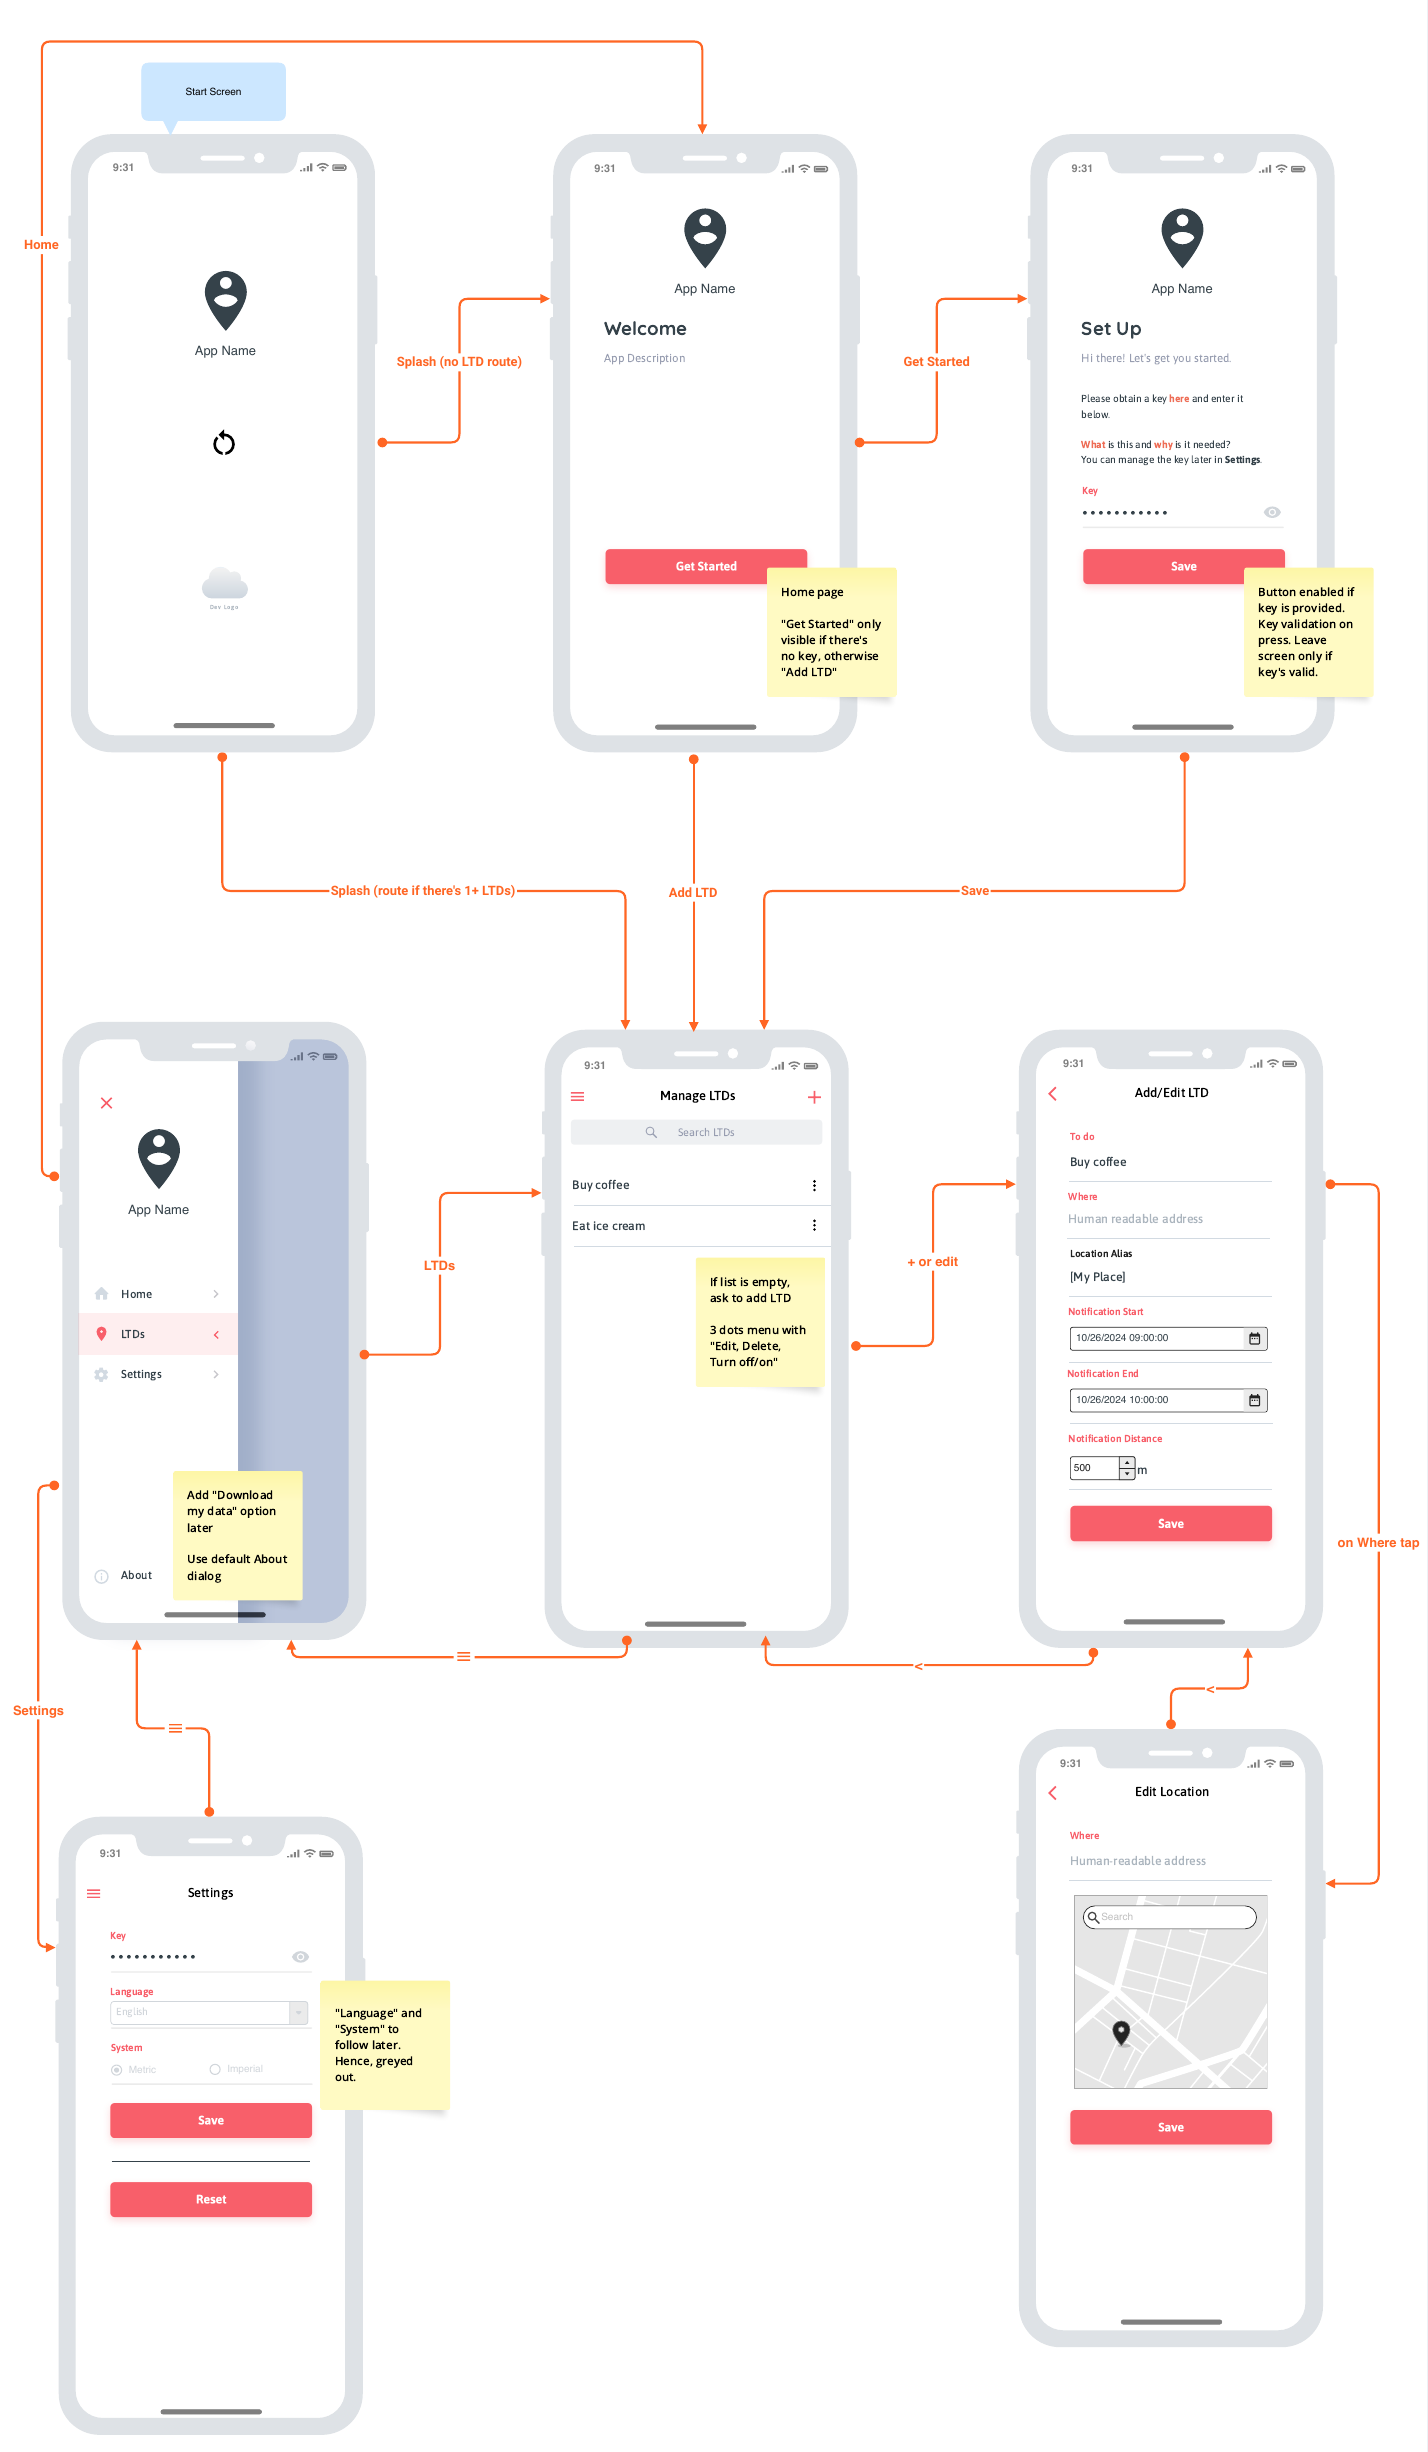 Start Screen
9:31
App Name
Dev Logo
Home
Splash (no LTD route)
9:31
App Name
Welcome
App Description
Get Started
Home page
"Get Started" only
visible if there's
no key, otherwise
"Add LTD"
Get Started
9:31
App Name
Set Up
Hi there! Let's get you started.
Please obtain a key here and enter it
below.
What is this and why is it needed?
You can manage the key later in Settings.
Key
Save
Button enabled if
key is provided.
Key validation on
press. Leave
screen only if
key's valid.
Splash (route if there's 1+ LTDs)
Add LTD
Save
App Name
Home
LTDs
Settings
About
Add "Download
my data" option
later
Use default About
dialog
LTDs
9:31
Manage LTDs
Search LTDs
Buy coffee
Eat ice cream
If list is empty,
ask to add LTD
3 dots menu with
"Edit, Delete,
Turn off/on"
+ or edit
9:31
Add/Edit LTD
To do
Buy coffee
Where
Human readable address
Location Alias
[My Place]
Notification Start
10/26/2024 09:00:00
Notification End
10/26/2024 10:00:00
Notification Distance
500 m
Save
on Where tap
<
<
Settings
9:31
Settings
Key
Language
English
System
Metric Imperial
Save
Reset
"Language" and
"System" to
follow later.
Hence, greyed
out.
9:31
Edit Location
Where
Human-readable address
Search
Save